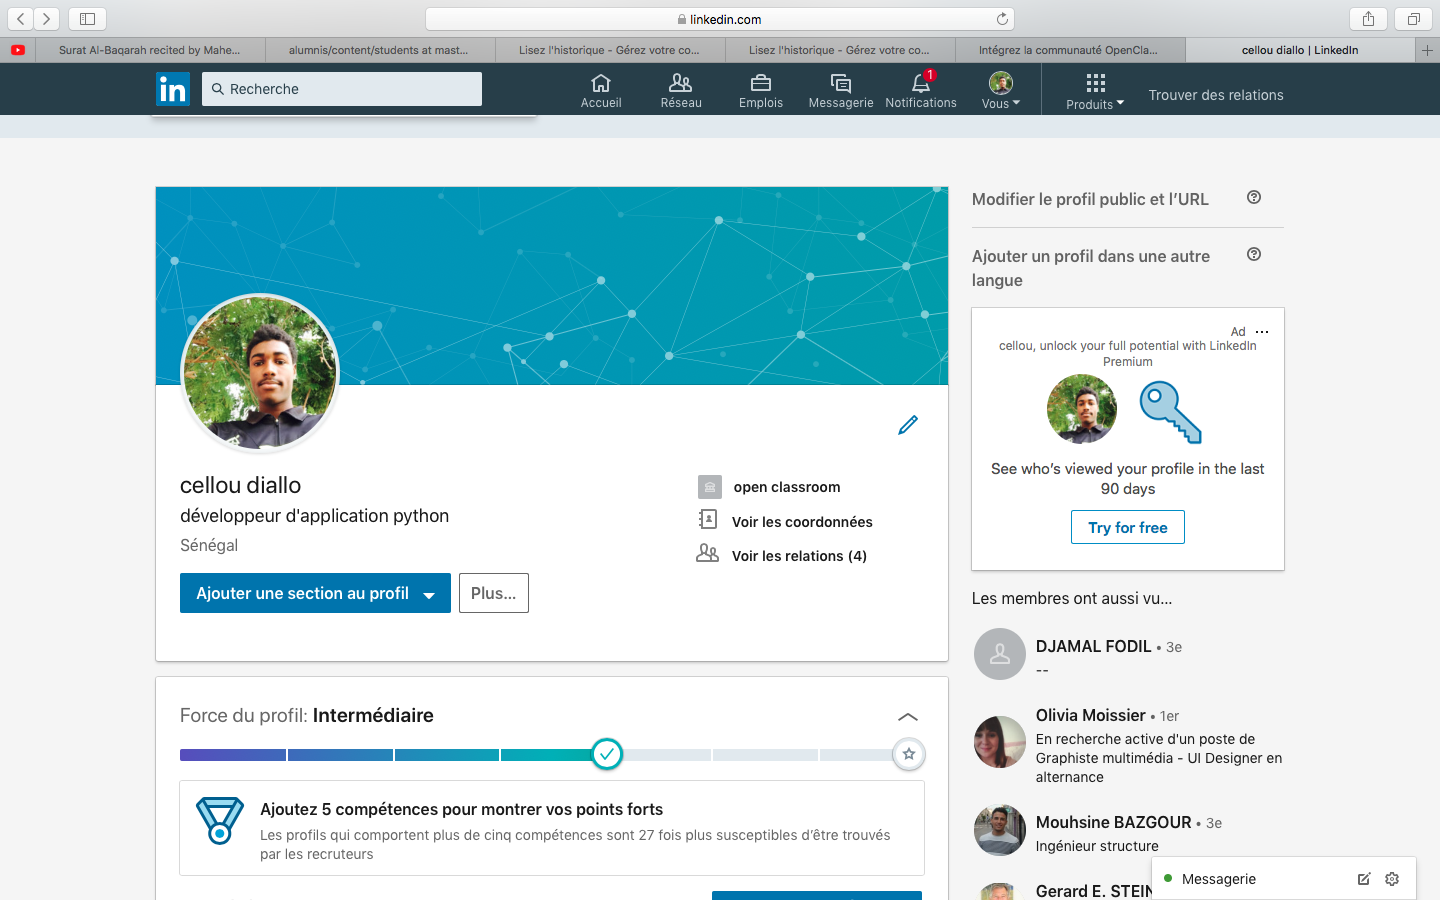 linkedin.com
Surat Al-Baqarah recited by Mahe...
alumnis/content/students at mast...
Lisez l'historique - Gérez votre co...
Lisez l'historique - Gérez votre co...
Intégrez la communauté OpenCla...
cellou diallo | LinkedIn
in
Recherche
Accueil
Réseau
Emplois
Messagerie
1
Notifications
Vous
Produits
Trouver des relations
cellou diallo
développeur d'application python
Sénégal
Ajouter une section au profil
Plus...
open classroom
Voir les coordonnées
Voir les relations (4)
Force du profil: Intermédiaire
Ajoutez 5 compétences pour montrer vos points forts
Les profils qui comportent plus de cinq compétences sont 27 fois plus susceptibles d'être trouvés
par les recruteurs
Modifier le profil public et l'URL
Ajouter un profil dans une autre
langue
Ad
cellou, unlock your full potential with LinkedIn
Premium
See who's viewed your profile in the last
90 days
Try for free
Les membres ont aussi vu...
DJAMAL FODIL • 3e
--
Olivia Moissier • 1er
En recherche active d'un poste de
Graphiste multimédia - UI Designer en
alternance
Mouhsine BAZGOUR • 3e
Ingénieur structure
Gerard E. STEIN
Messagerie